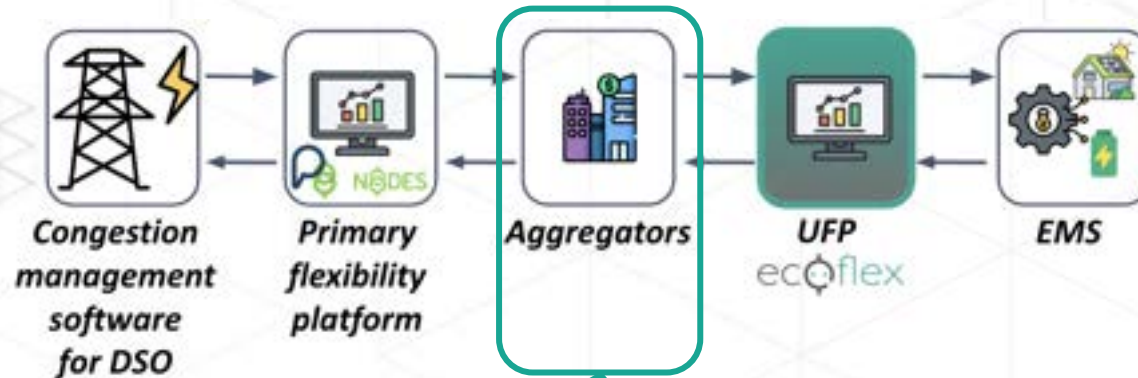 NODES
Congestion
management
software
for DSO
Primary
flexibility
platform
Aggregators
UFP
ecoflex
EMS